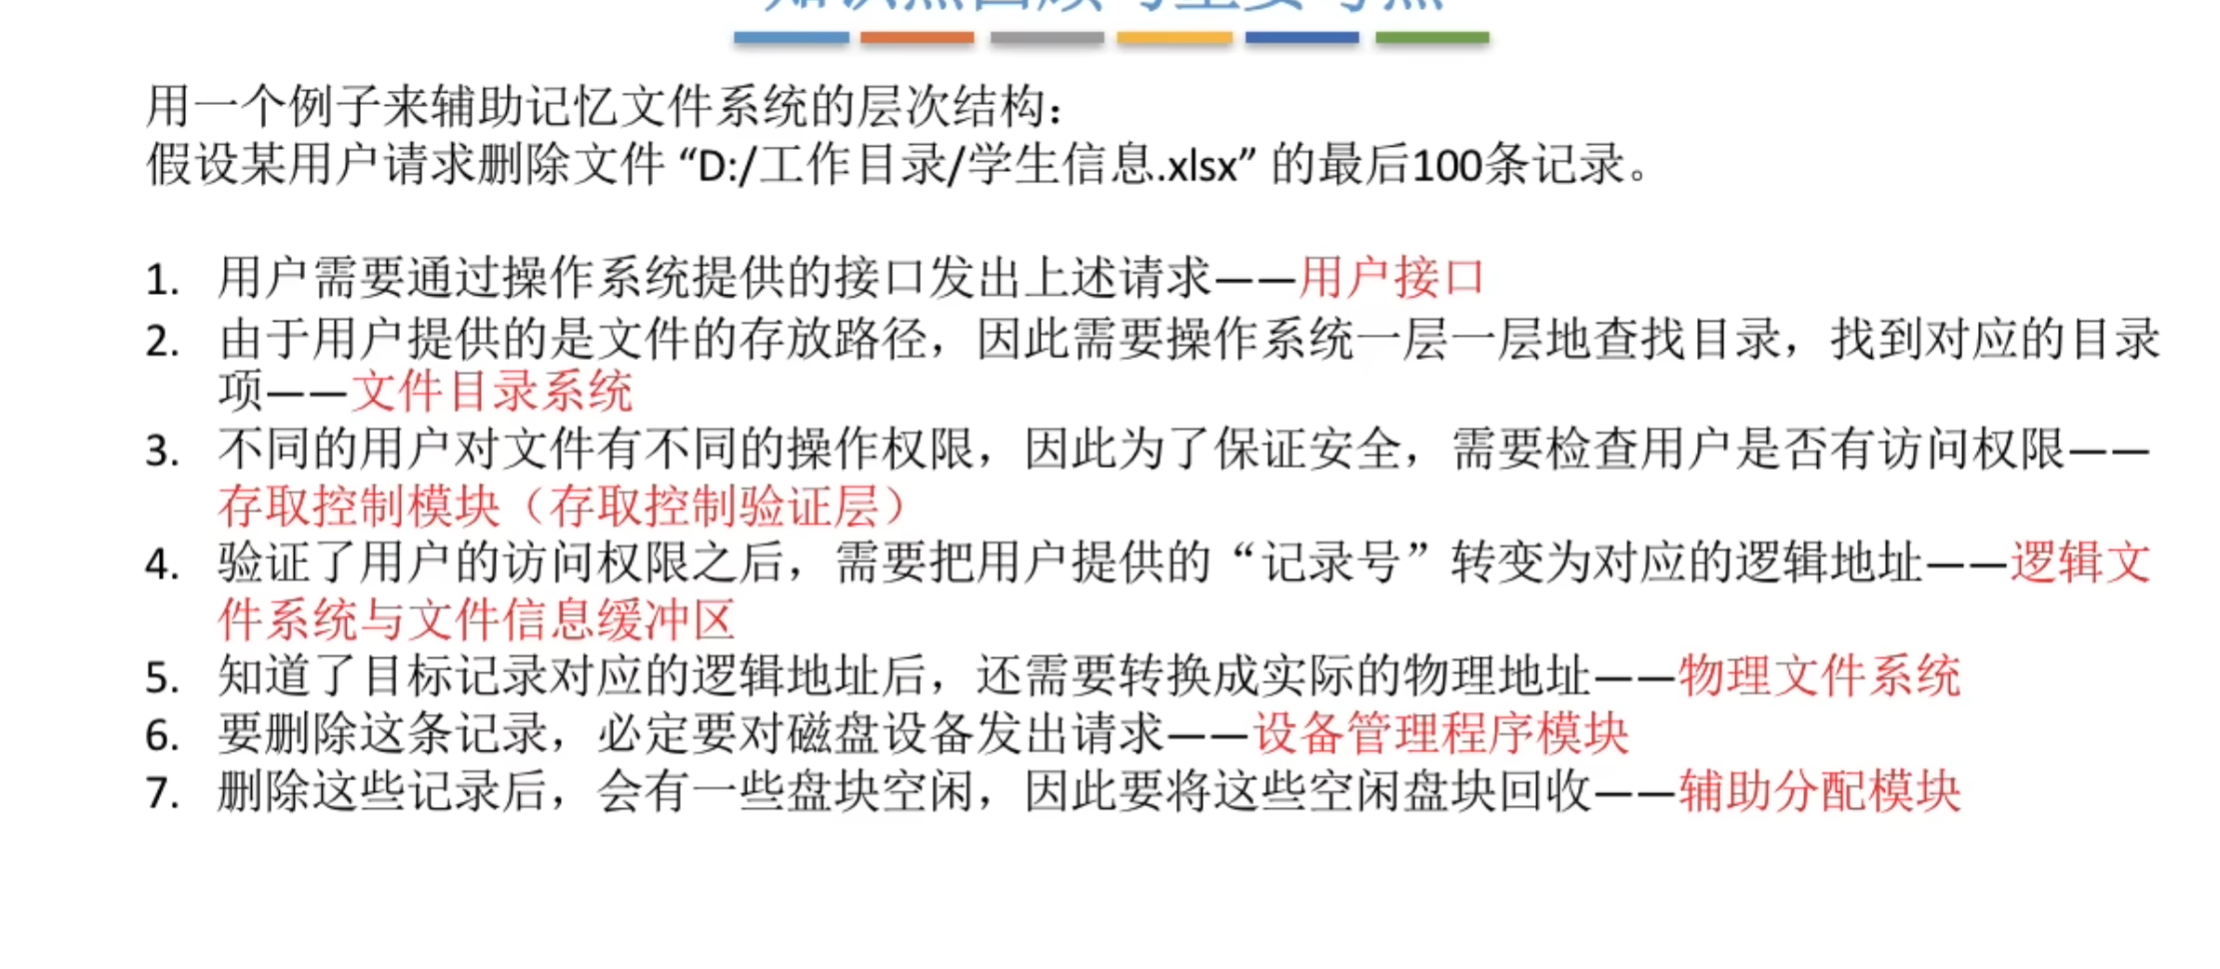 知识点回顾与重要考点
用一个例子来辅助记忆文件系统的层次结构：
假设某用户请求删除文件 “D:/工作目录/学生信息.xlsx” 的最后100条记录。
1. 用户需要通过操作系统提供的接口发出上述请求——用户接口
2. 由于用户提供的是文件的存放路径，因此需要操作系统一层一层地查找目录，找到对应的目录
项——文件目录系统
3. 不同的用户对文件有不同的操作权限，因此为了保证安全，需要检查用户是否有访问权限——
存取控制模块（存取控制验证层）
4. 验证了用户的访问权限之后，需要把用户提供的“记录号”转变为对应的逻辑地址——逻辑文
件系统与文件信息缓冲区
5. 知道了目标记录对应的逻辑地址后，还需要转换成实际的物理地址——物理文件系统
6. 要删除这条记录，必定要对磁盘设备发出请求——设备管理程序模块
7. 删除这些记录后，会有一些盘块空闲，因此要将这些空闲盘块回收——辅助分配模块